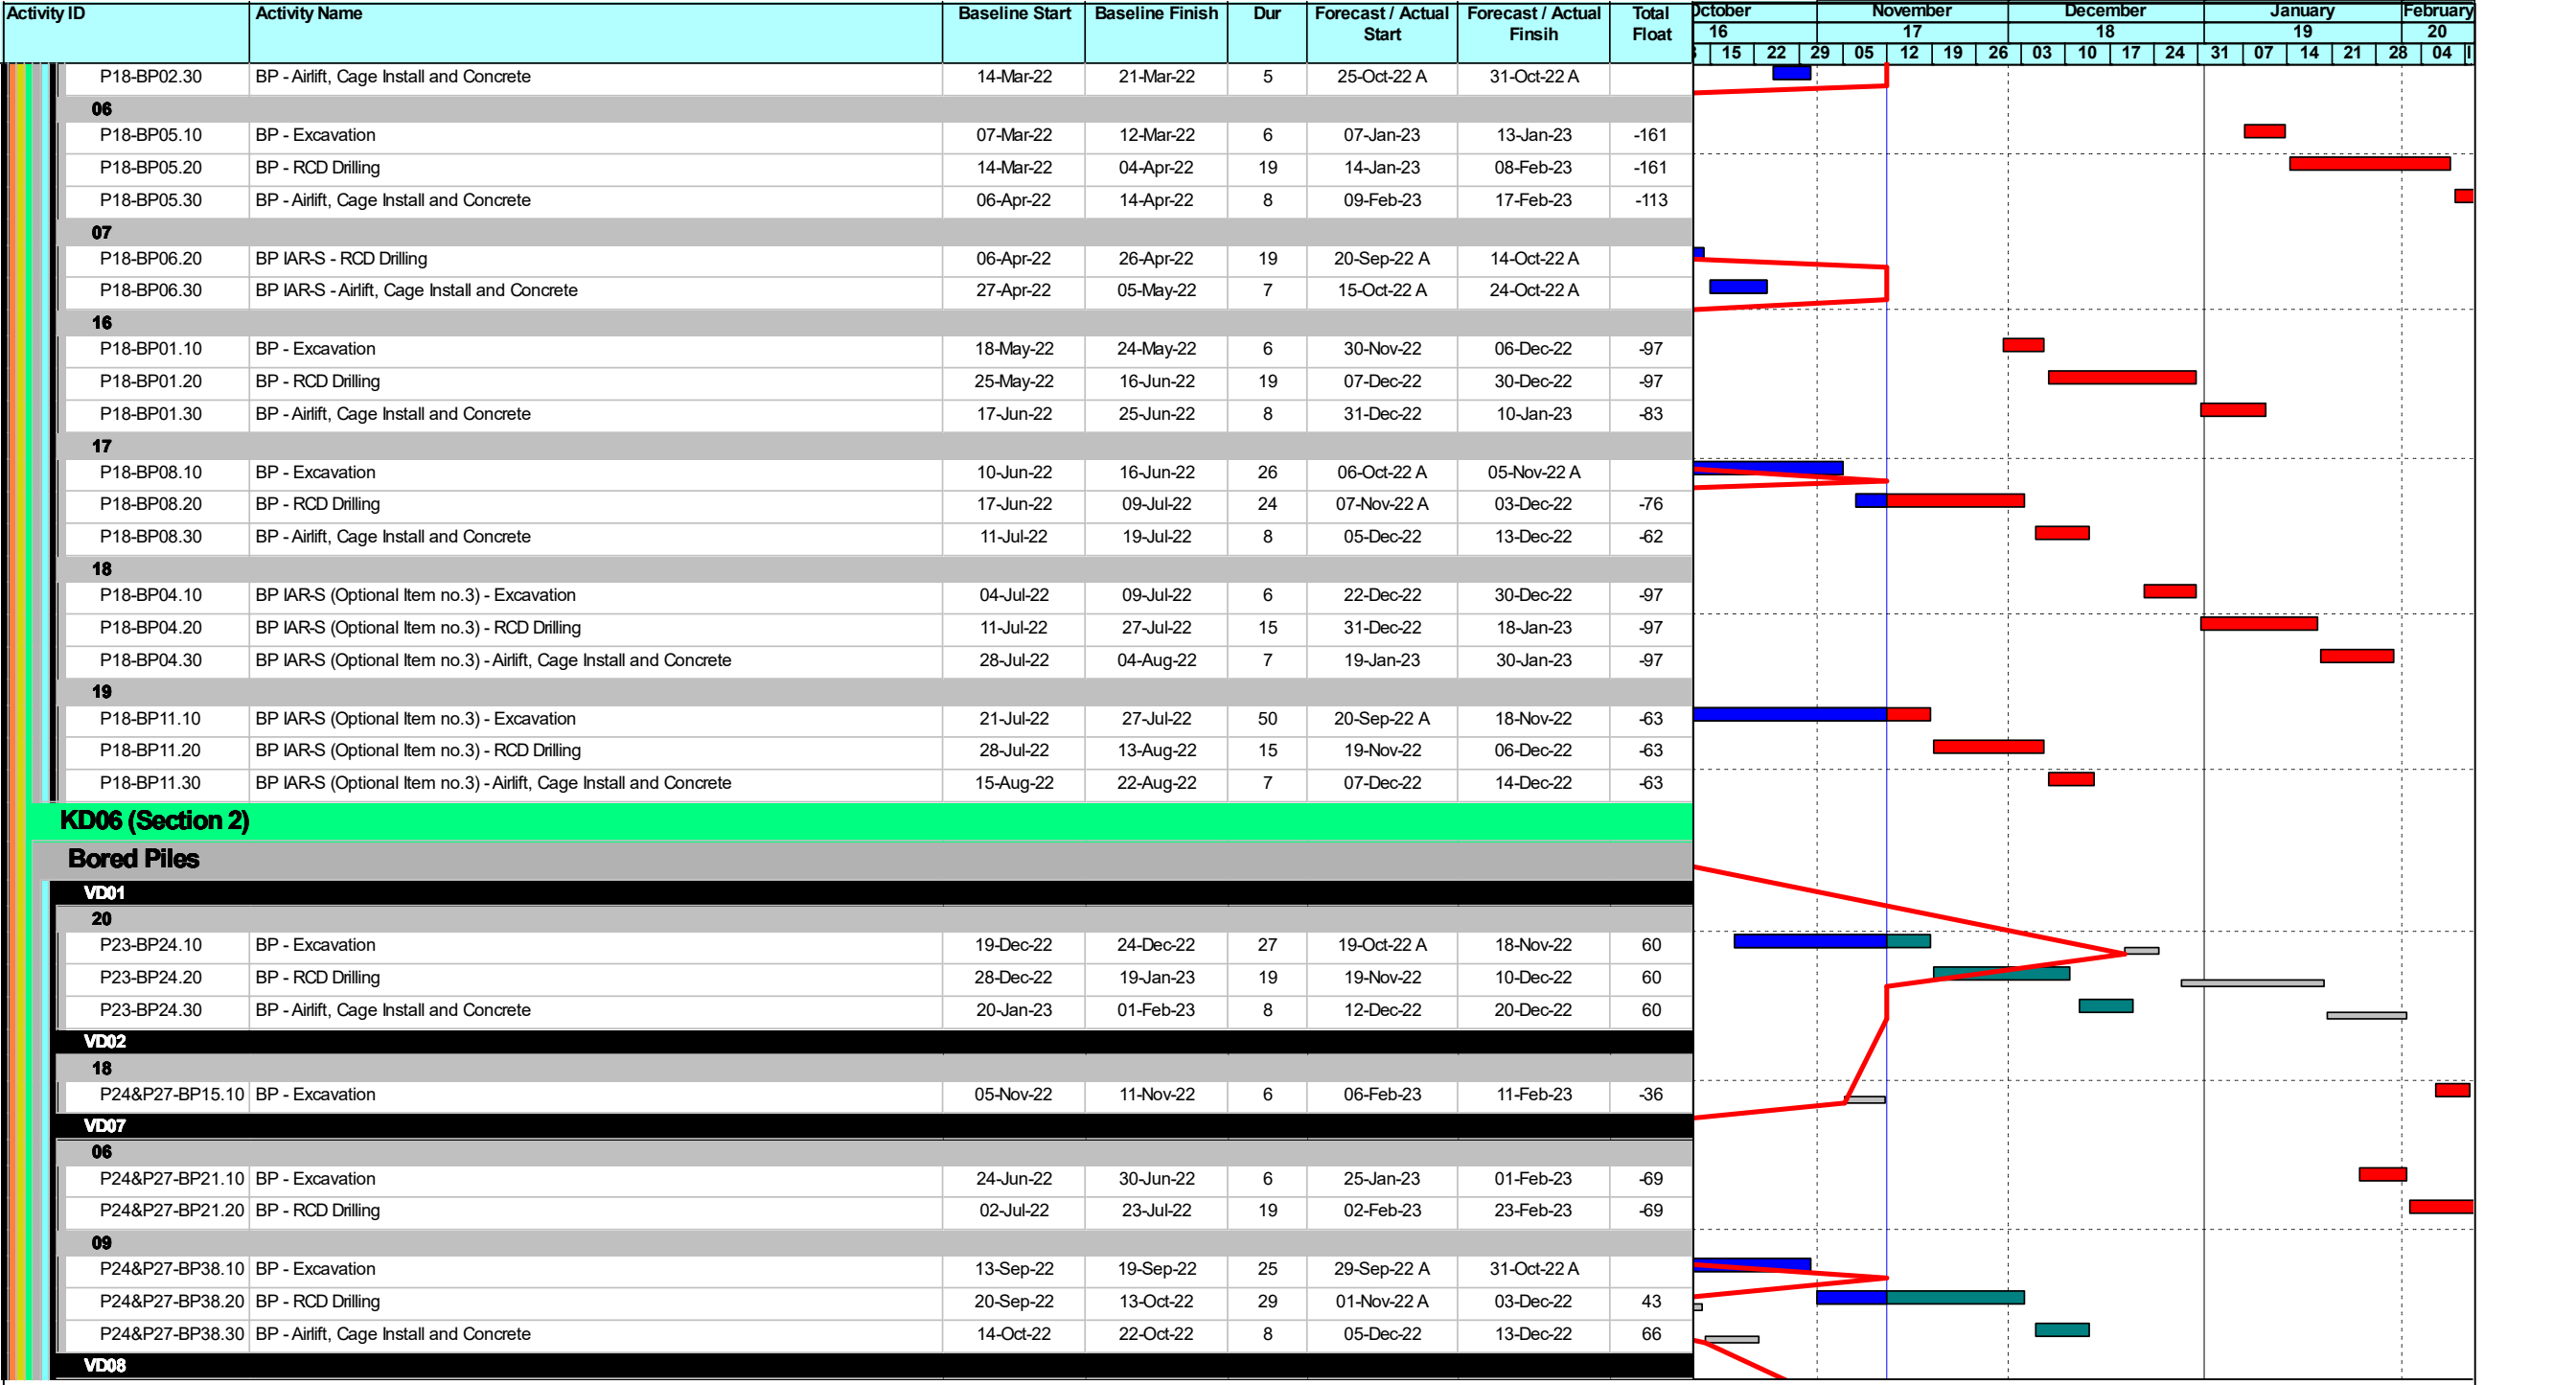 Activity ID Activity Name Baseline Start Baseline Finish Dur Forecast / Actual Start Forecast / Actual Finsih Total Float October November December January February
16 17 18 19 20
15 22 29 05 12 19 26 03 10 17 24 31 07 14 21 28 04
P18-BP02.30 BP - Airlift, Cage Install and Concrete 14-Mar-22 21-Mar-22 5 25-Oct-22 A 31-Oct-22 A
06
P18-BP05.10 BP - Excavation 07-Mar-22 12-Mar-22 6 07-Jan-23 13-Jan-23 -161
P18-BP05.20 BP - RCD Drilling 14-Mar-22 04-Apr-22 19 14-Jan-23 08-Feb-23 -161
P18-BP05.30 BP - Airlift, Cage Install and Concrete 06-Apr-22 14-Apr-22 8 09-Feb-23 17-Feb-23 -113
07
P18-BP06.20 BP IAR-S - RCD Drilling 06-Apr-22 26-Apr-22 19 20-Sep-22 A 14-Oct-22 A
P18-BP06.30 BP IAR-S - Airlift, Cage Install and Concrete 27-Apr-22 05-May-22 7 15-Oct-22 A 24-Oct-22 A
16
P18-BP01.10 BP - Excavation 18-May-22 24-May-22 6 30-Nov-22 06-Dec-22 -97
P18-BP01.20 BP - RCD Drilling 25-May-22 16-Jun-22 19 07-Dec-22 30-Dec-22 -97
P18-BP01.30 BP - Airlift, Cage Install and Concrete 17-Jun-22 25-Jun-22 8 31-Dec-22 10-Jan-23 -83
17
P18-BP08.10 BP - Excavation 10-Jun-22 16-Jun-22 26 06-Oct-22 A 05-Nov-22 A
P18-BP08.20 BP - RCD Drilling 17-Jun-22 09-Jul-22 24 07-Nov-22 A 03-Dec-22 -76
P18-BP08.30 BP - Airlift, Cage Install and Concrete 11-Jul-22 19-Jul-22 8 05-Dec-22 13-Dec-22 -62
18
P18-BP04.10 BP IAR-S (Optional Item no.3) - Excavation 04-Jul-22 09-Jul-22 6 22-Dec-22 30-Dec-22 -97
P18-BP04.20 BP IAR-S (Optional Item no.3) - RCD Drilling 11-Jul-22 27-Jul-22 15 31-Dec-22 18-Jan-23 -97
P18-BP04.30 BP IAR-S (Optional Item no.3) - Airlift, Cage Install and Concrete 28-Jul-22 04-Aug-22 7 19-Jan-23 30-Jan-23 -97
19
P18-BP11.10 BP IAR-S (Optional Item no.3) - Excavation 21-Jul-22 27-Jul-22 50 20-Sep-22 A 18-Nov-22 -63
P18-BP11.20 BP IAR-S (Optional Item no.3) - RCD Drilling 28-Jul-22 13-Aug-22 15 19-Nov-22 06-Dec-22 -63
P18-BP11.30 BP IAR-S (Optional Item no.3) - Airlift, Cage Install and Concrete 15-Aug-22 22-Aug-22 7 07-Dec-22 14-Dec-22 -63
KD06 (Section 2)
Bored Piles
VD01
20
P23-BP24.10 BP - Excavation 19-Dec-22 24-Dec-22 27 19-Oct-22 A 18-Nov-22 60
P23-BP24.20 BP - RCD Drilling 28-Dec-22 19-Jan-23 19 19-Nov-22 10-Dec-22 60
P23-BP24.30 BP - Airlift, Cage Install and Concrete 20-Jan-23 01-Feb-23 8 12-Dec-22 20-Dec-22 60
VD02
18
P24&P27-BP15.10 BP - Excavation 05-Nov-22 11-Nov-22 6 06-Feb-23 11-Feb-23 -36
VD07
06
P24&P27-BP21.10 BP - Excavation 24-Jun-22 30-Jun-22 6 25-Jan-23 01-Feb-23 -69
P24&P27-BP21.20 BP - RCD Drilling 02-Jul-22 23-Jul-22 19 02-Feb-23 23-Feb-23 -69
09
P24&P27-BP38.10 BP - Excavation 13-Sep-22 19-Sep-22 25 29-Sep-22 A 31-Oct-22 A
P24&P27-BP38.20 BP - RCD Drilling 20-Sep-22 13-Oct-22 29 01-Nov-22 A 03-Dec-22 43
P24&P27-BP38.30 BP - Airlift, Cage Install and Concrete 14-Oct-22 22-Oct-22 8 05-Dec-22 13-Dec-22 66
VD08